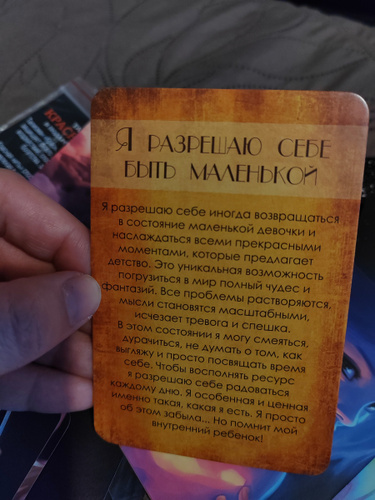 Я РАЗРЕШАЮ СЕБЕ
БЫТЬ МАЛЕНЬКОЙ
Я разрешаю себе иногда возвращаться
в состояние маленькой девочки и
наслаждаться всеми прекрасными
моментами, которые предлагает
детство. Это уникальная возможность
погрузиться в мир полный чудес и
фантазий. Все проблемы растворяются,
мысли становятся масштабными,
исчезает тревога и спешка.
В этом состоянии я могу смеяться,
дурачиться, не думать о том, как
выгляжу и просто посвящать время
себе. Чтобы восполнять ресурс
я разрешаю себе радоваться
каждому дню. Я особенная и ценная
именно такая, какая я есть. Я просто
об этом забыла... Но помнит мой
внутренний ребенок!